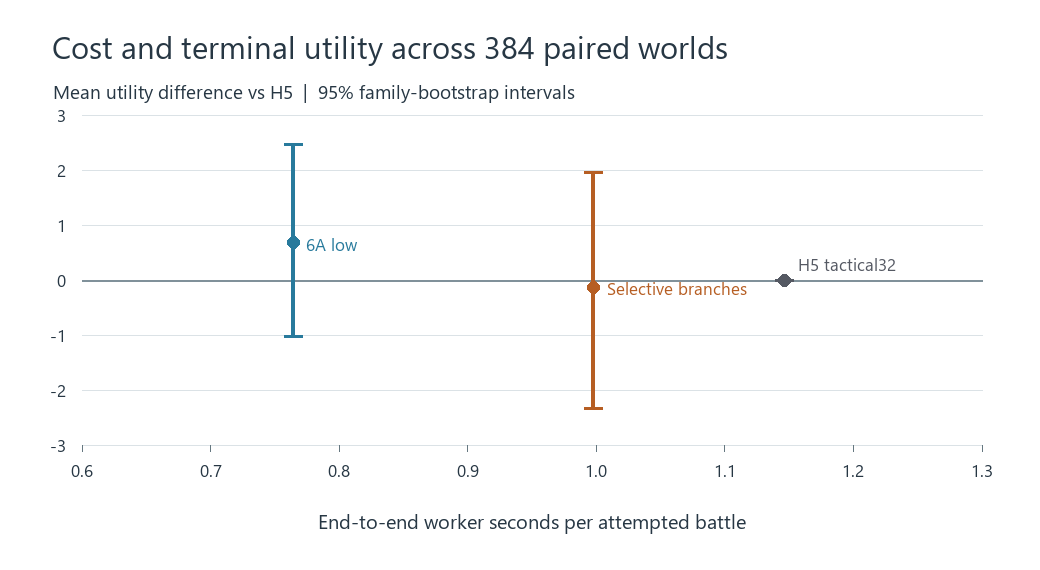 Cost and terminal utility across 384 paired worlds
Mean utility difference vs H5 | 95% family-bootstrap intervals
3
2
1
6A low
H5 tactical32
0
Selective branches
-1
-2
-3
0.6 0.7 0.8 0.9 1.0 1.1 1.2 1.3
End-to-end worker seconds per attempted battle